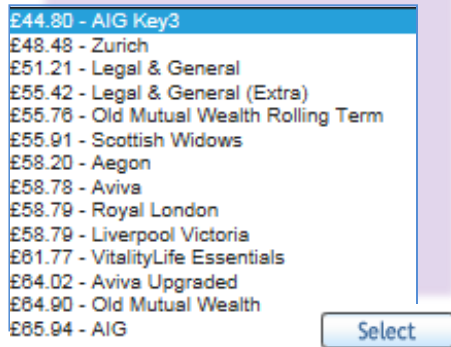 £44.80 - AIG Key3
£48.48 - Zurich
£51.21 - Legal & General
£55.42 - Legal & General (Extra)
£55.76 - Old Mutual Wealth Rolling Term
£55.91 - Scottish Widows
£58.20 - Aegon
£58.78 - Aviva
£58.79 - Royal London
£58.79 - Liverpool Victoria
£61.77 - VitalityLife Essentials
£64.02 - Aviva Upgraded
£64.90 - Old Mutual Wealth
£65.94 - AIG
Select